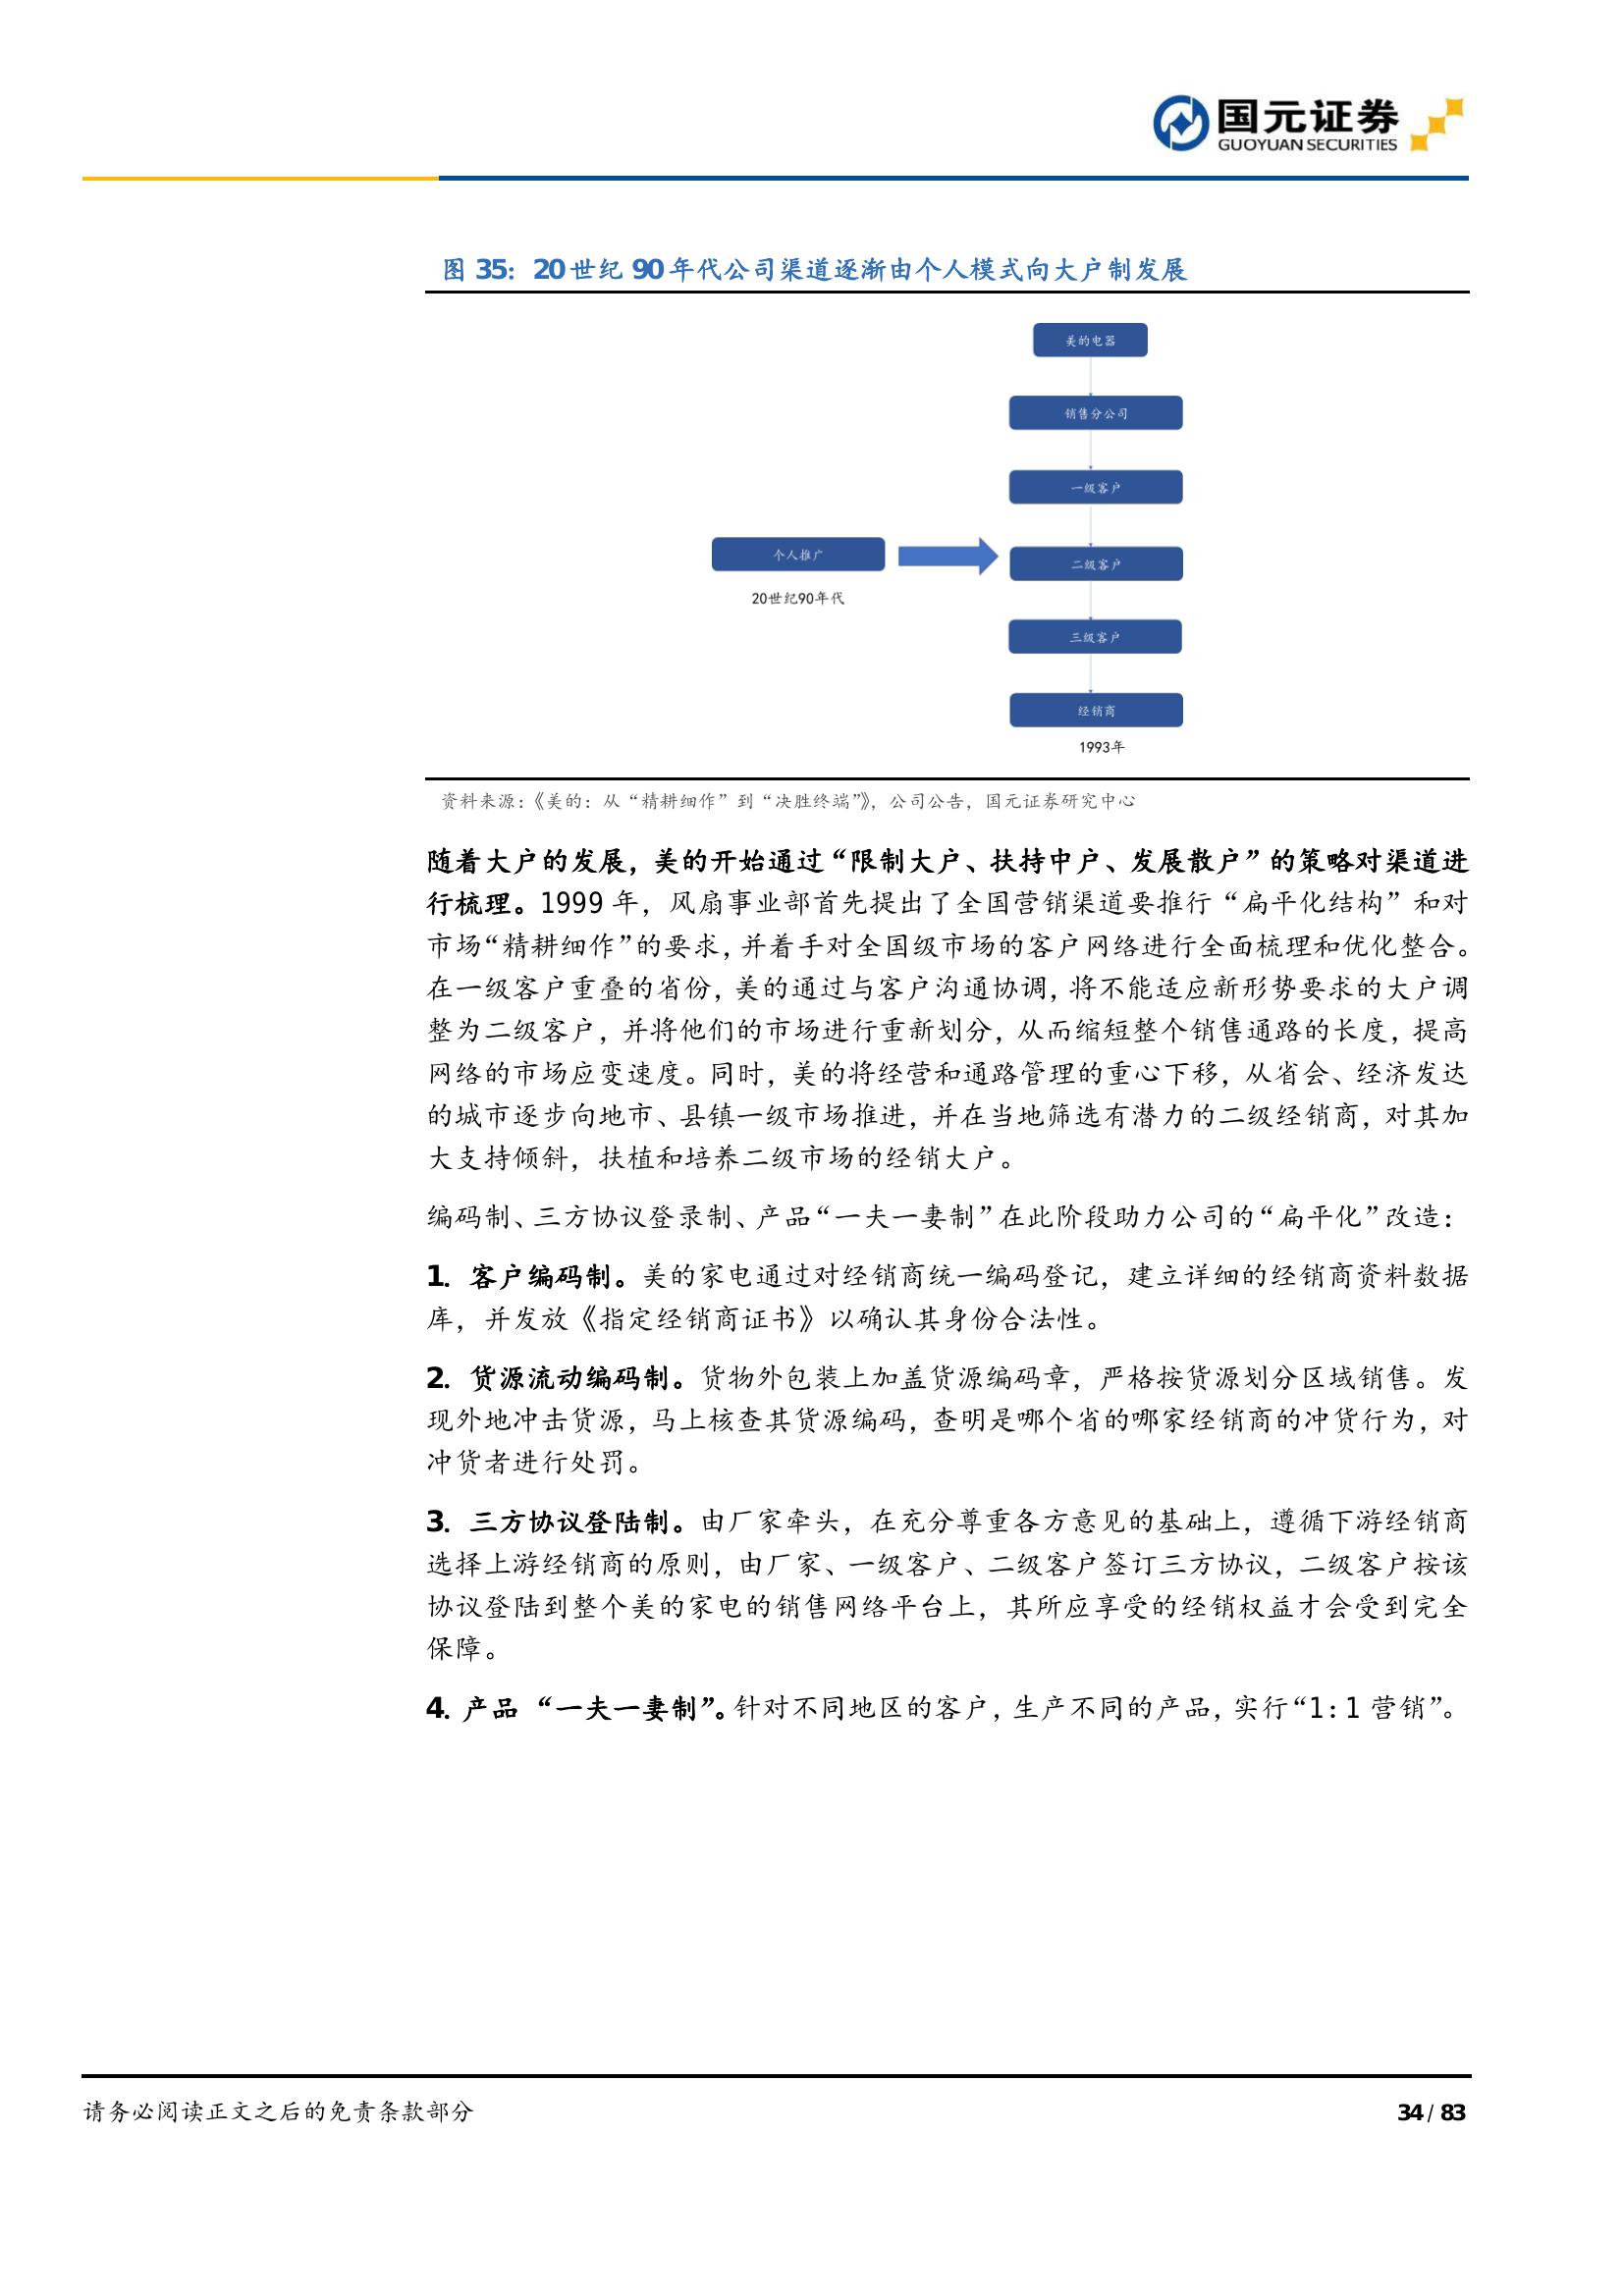 国元证券
GUOYUAN SECURITIES
图 35：20 世纪 90 年代公司渠道逐渐由个人模式向大户制发展
美的电器
销售分公司
一级客户
个人推广
二级客户
20世纪90年代
三级客户
经销商
1993年
资料来源：《美的：从“精耕细作”到“决胜终端”》，公司公告，国元证券研究中心
随着大户的发展，美的开始通过“限制大户、扶持中户、发展散户”的策略对渠道进
行梳理。1999 年，风扇事业部首先提出了全国营销渠道要推行“扁平化结构”和对
市场“精耕细作”的要求，并着手对全国级市场的客户网络进行全面梳理和优化整合。
在一级客户重叠的省份，美的通过与客户沟通协调，将不能适应新形势要求的大户调
整为二级客户，并将他们的市场进行重新划分，从而缩短整个销售通路的长度，提高
网络的市场应变速度。同时，美的将经营和通路管理的重心下移，从省会、经济发达
的城市逐步向地市、县镇一级市场推进，并在当地筛选有潜力的二级经销商，对其加
大支持倾斜，扶植和培养二级市场的经销大户。
编码制、三方协议登录制、产品“一夫一妻制”在此阶段助力公司的“扁平化”改造：
1. 客户编码制。美的家电通过对经销商统一编码登记，建立详细的经销商资料数据
库，并发放《指定经销商证书》以确认其身份合法性。
2. 货源流动编码制。货物外包装上加盖货源编码章，严格按货源划分区域销售。发
现外地冲击货源，马上核查其货源编码，查明是哪个省的哪家经销商的冲货行为，对
冲货者进行处罚。
3. 三方协议登陆制。由厂家牵头，在充分尊重各方意见的基础上，遵循下游经销商
选择上游经销商的原则，由厂家、一级客户、二级客户签订三方协议，二级客户按该
协议登陆到整个美的家电的销售网络平台上，其所应享受的经销权益才会受到完全
保障。
4. 产品 “一夫一妻制”。针对不同地区的客户，生产不同的产品，实行“1：1 营销”。
请务必阅读正文之后的免责条款部分
34 / 83